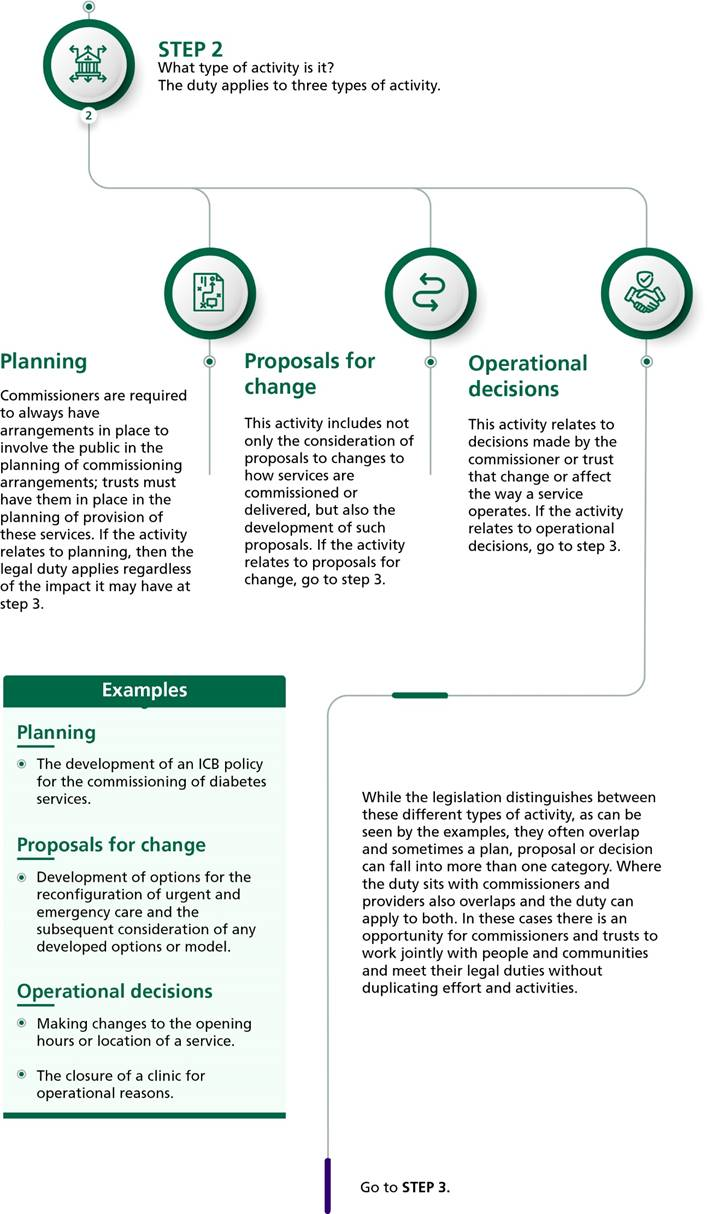 STEP 2
What type of activity is it?
The duty applies to three types of activity.
2
Planning
Commissioners are required
to always have
arrangements in place to
involve the public in the
planning of commissioning
arrangements; trusts must
have them in place in the
planning of provision of
these services. If the activity
relates to planning, then the
legal duty applies regardless
of the impact it may have at
step 3.
Proposals for
change
This activity includes not
only the consideration of
proposals to changes to
how services are
commissioned or
delivered, but also the
development of such
proposals. If the activity
relates to proposals for
change, go to step 3.
Operational
decisions
This activity relates to
decisions made by the
commissioner or trust
that change or affect
the way a service
operates. If the activity
relates to operational
decisions, go to step 3.
Examples
Planning
The development of an ICB policy
for the commissioning of diabetes
services.
Proposals for change
Development of options for the
reconfiguration of urgent and
emergency care and the
subsequent consideration of any
developed options or model.
Operational decisions
Making changes to the opening
hours or location of a service.
The closure of a clinic for
operational reasons.
While the legislation distinguishes between
these different types of activity, as can be
seen by the examples, they often overlap
and sometimes a plan, proposal or decision
can fall into more than one category. Where
the duty sits with commissioners and
providers also overlaps and the duty can
apply to both. In these cases there is an
opportunity for commissioners and trusts to
work jointly with people and communities
and meet their legal duties without
duplicating effort and activities.
Go to STEP 3.